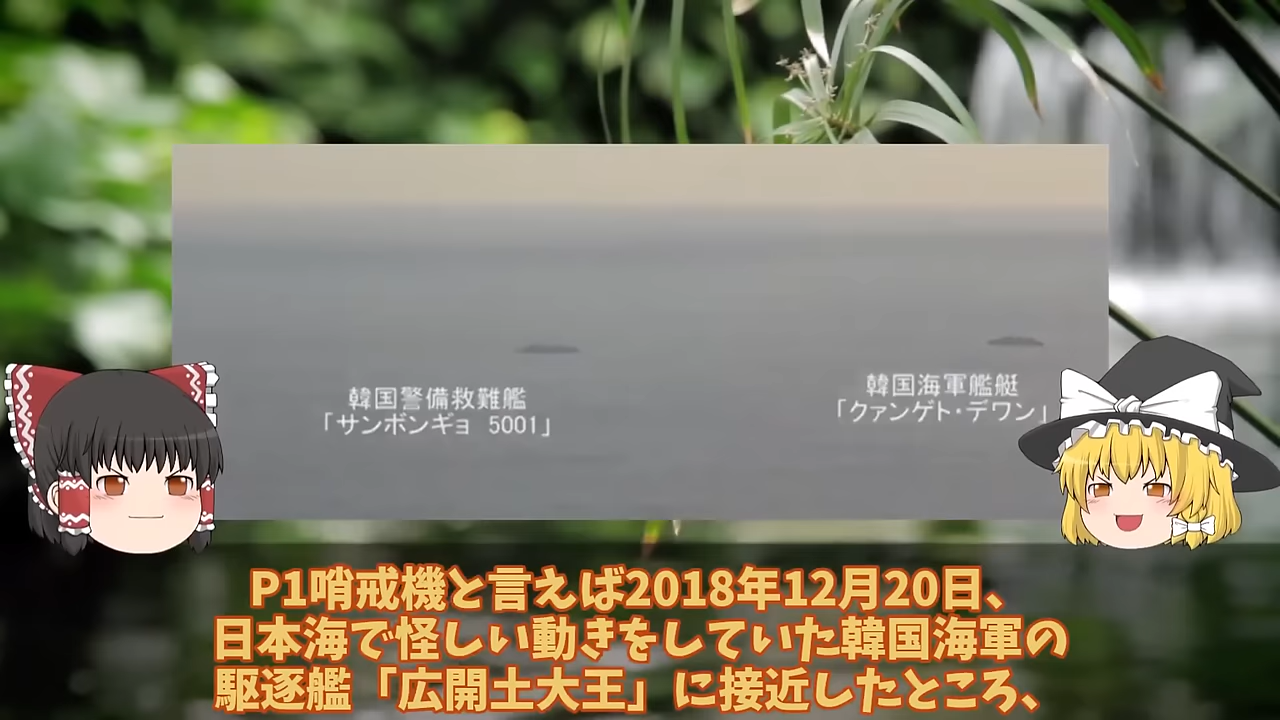 韓国警備救難艦
「サンボンギョ 5001」
韓国海軍艦艇
「クァンゲト・デワン」
P1哨戒機と言えば2018年12月20日、
日本海で怪しい動きをしていた韓国海軍の
駆逐艦「広開土大王」に接近したところ、